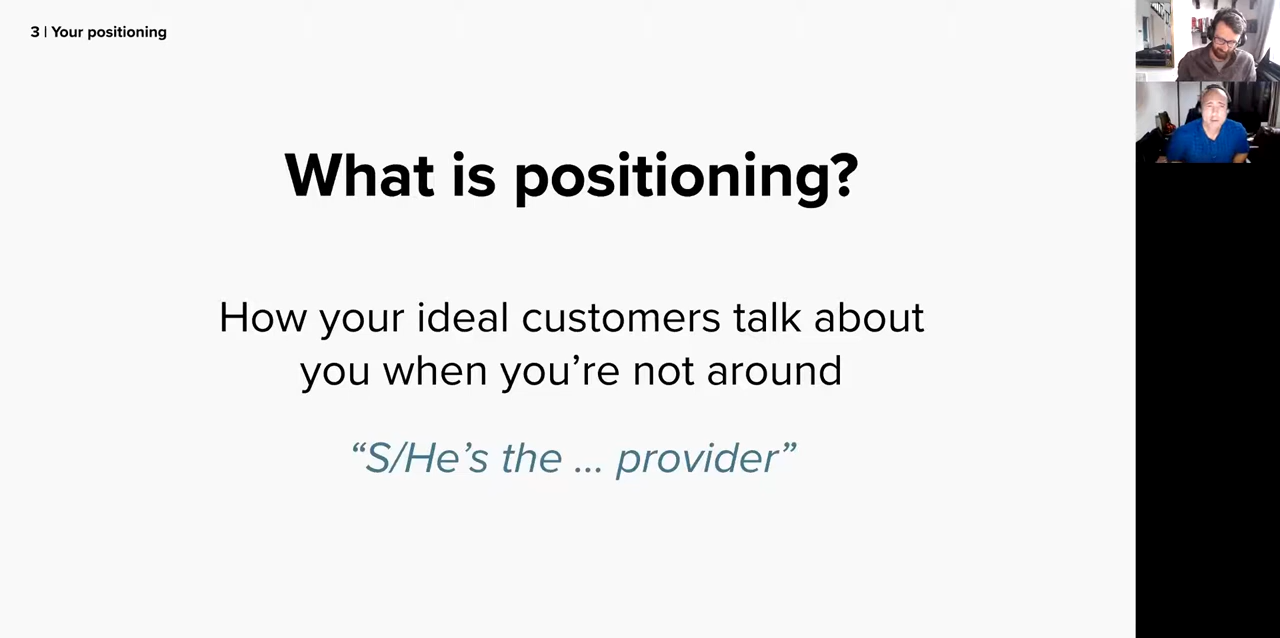 3 | Your positioning
What is positioning?
How your ideal customers talk about
you when you’re not around
“S/He’s the ... provider”